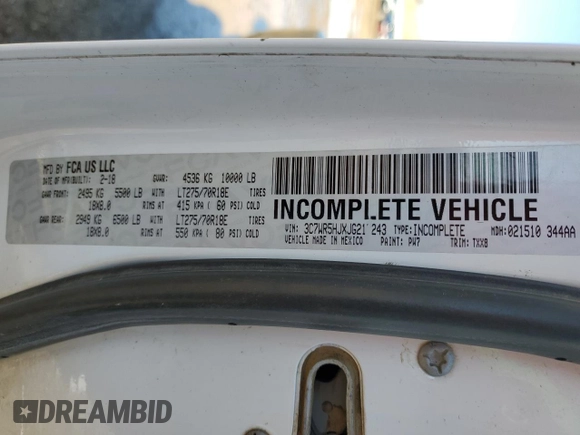 MFD BY FCA US LLC
DATE OF MFR(BUILT): 2-18 GVWR: 4536 KG 10000 LB
GAWR FRONT: 2495 KG 5500 LB WITH LT275/70R18E TIRES
18X8.0 RIMS AT 415 KPA ( 60 PSI) COLD
GAWR REAR: 2949 KG 6500 LB WITH LT275/70R18E TIRES
18X8.0 RIMS AT 550 KPA ( 80 PSI) COLD
INCOMPLETE VEHICLE
VIN: 3C7WR5HJXJG21 243 TYPE: INCOMPLETE MDH: 021510 344AA
VEHICLE MADE IN MEXICO PAINT: PW7 TRIM: TXX8
DREAMBID